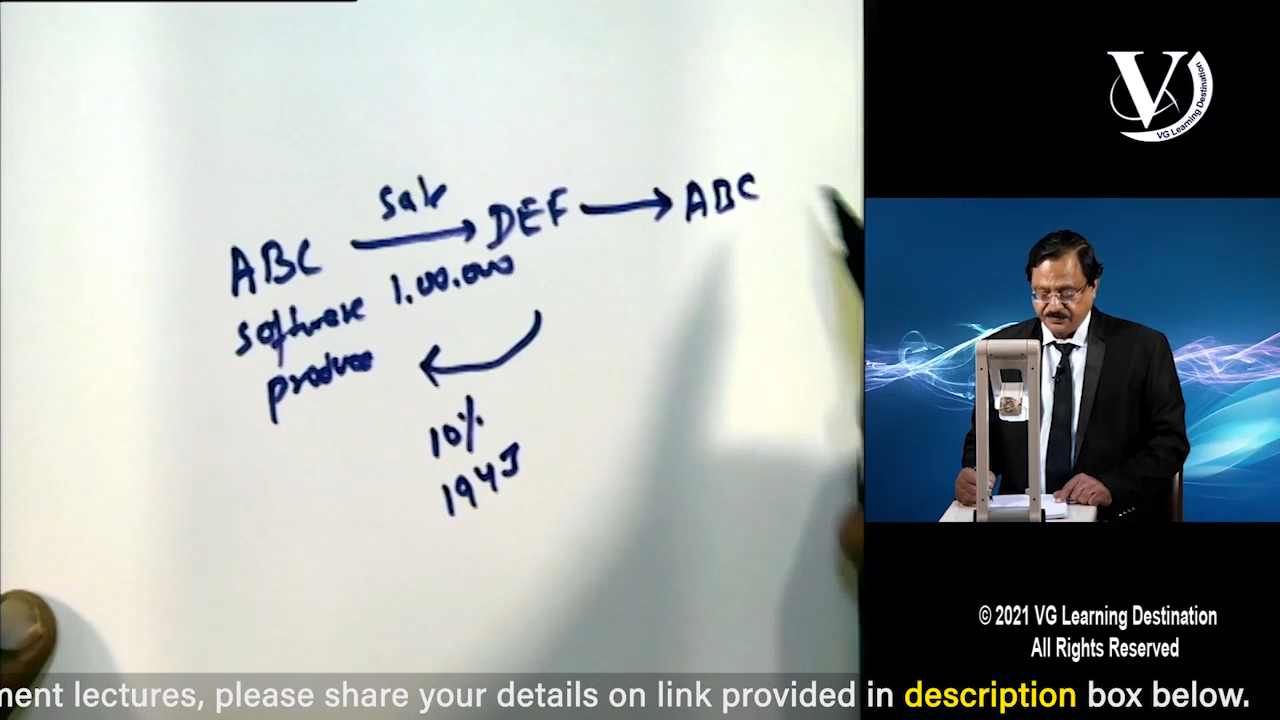 sale
ABC → DEF → ABC
software 1,00,000
produce
10%
194J
V
VG Learning Destination
© 2021 VG Learning Destination
All Rights Reserved
ment lectures, please share your details on link provided in description box below.